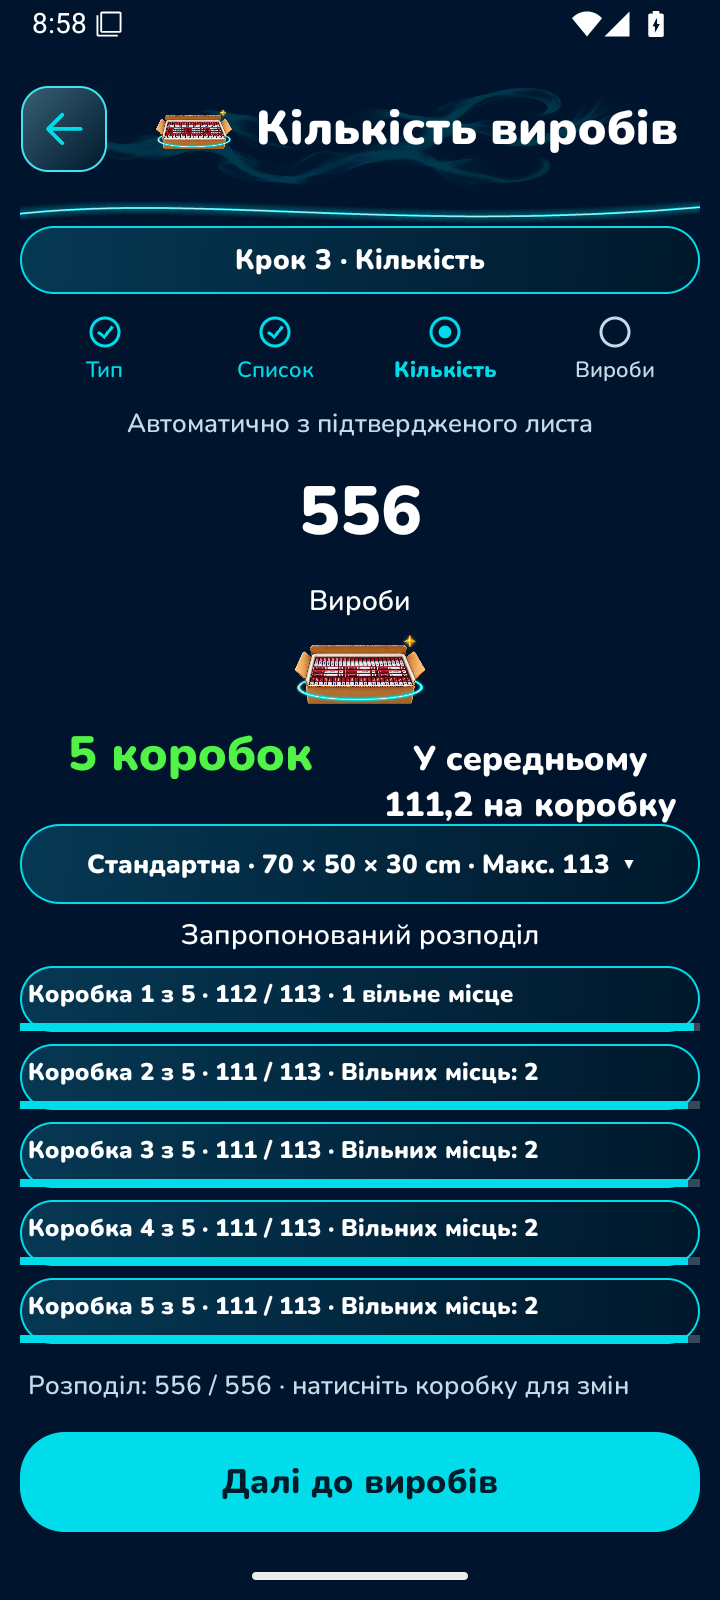 8:58
Кількість виробів
Крок 3 · Кількість
Тип
Список
Кількість
Вироби
Автоматично з підтвердженого листа
556
Вироби
5 коробок
У середньому
111,2 на коробку
Стандартна · 70 × 50 × 30 cm · Макс. 113 ▼
Запропонований розподіл
Коробка 1 з 5 · 112 / 113 · 1 вільне місце
Коробка 2 з 5 · 111 / 113 · Вільних місць: 2
Коробка 3 з 5 · 111 / 113 · Вільних місць: 2
Коробка 4 з 5 · 111 / 113 · Вільних місць: 2
Коробка 5 з 5 · 111 / 113 · Вільних місць: 2
Розподіл: 556 / 556 · натисніть коробку для змін
Далі до виробів